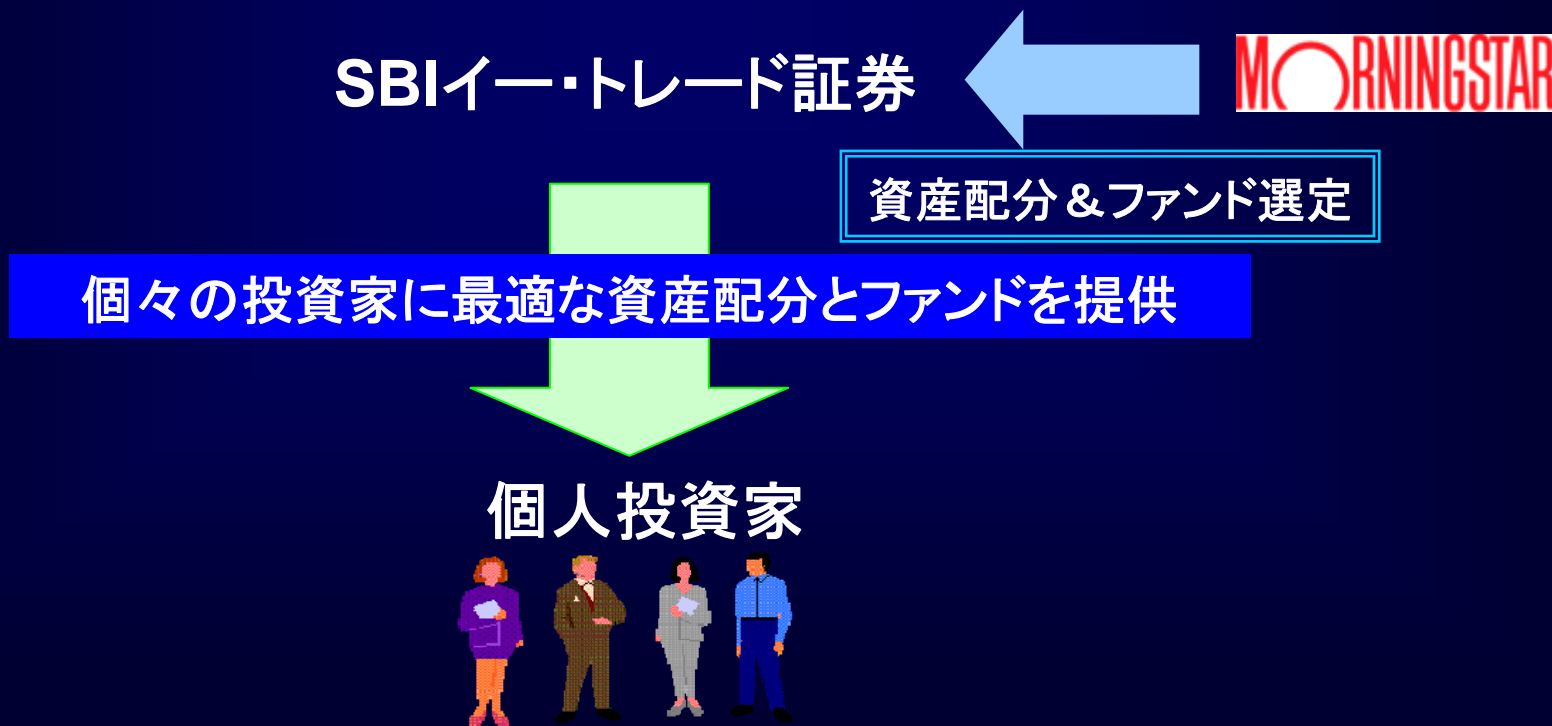 SBIイー・トレード証券
MORNINGSTAR
資産配分＆ファンド選定
個々の投資家に最適な資産配分とファンドを提供
個人投資家